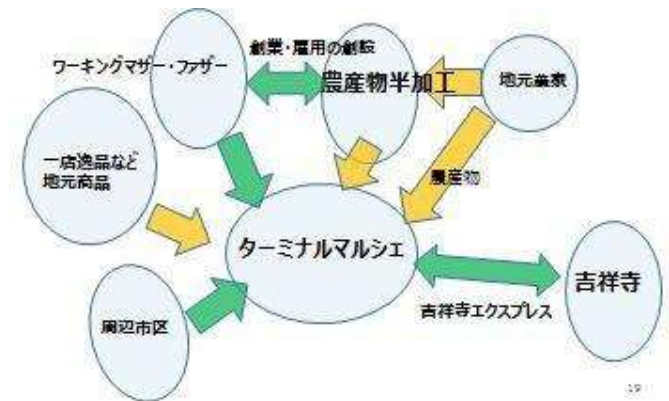 創業・雇用の創設
ワーキングマザー・ファザー
農産物半加工
地元農家
一店逸品など
地元商品
農産物
ターミナルマルシェ
吉祥寺
周辺市区
吉祥寺エクスプレス
19